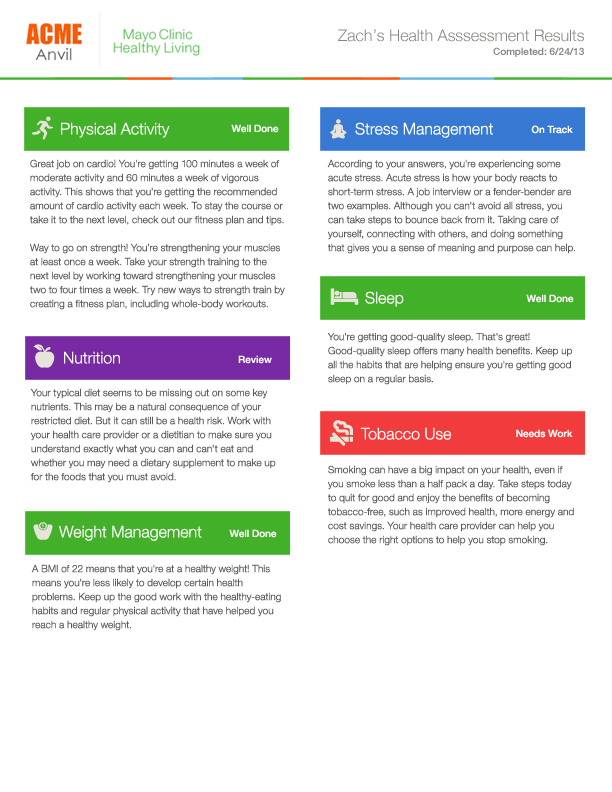 ACME
Anvil
Mayo Clinic
Healthy Living
Zach's Health Asssessment Results
Completed: 6/24/13
Physical Activity
Well Done
Great job on cardio! You're getting 100 minutes a week of
moderate activity and 60 minutes a week of vigorous
activity. This shows that you're getting the recommended
amount of cardio activity each week. To stay the course or
take it to the next level, check out our fitness plan and tips.
Way to go on strength! You're strengthening your muscles
at least once a week. Take your strength training to the
next level by working toward strengthening your muscles
two to four times a week. Try new ways to strength train by
creating a fitness plan, including whole-body workouts.
Nutrition
Review
Your typical diet seems to be missing out on some key
nutrients. This may be a natural consequence of your
restricted diet. But it can still be a health risk. Work with
your health care provider or a dietitian to make sure you
understand exactly what you can and can't eat and
whether you may need a dietary supplement to make up
for the foods that you must avoid.
Weight Management
Well Done
A BMI of 22 means that you're at a healthy weight! This
means you're less likely to develop certain health
problems. Keep up the good work with the healthy-eating
habits and regular physical activity that have helped you
reach a healthy weight.
Stress Management
On Track
According to your answers, you're experiencing some
acute stress. Acute stress is how your body reacts to
short-term stress. A job interview or a fender-bender are
two examples. Although you can't avoid all stress, you
can take steps to bounce back from it. Taking care of
yourself, connecting with others, and doing something
that gives you a sense of meaning and purpose can help.
Sleep
Well Done
You're getting good-quality sleep. That's great!
Good-quality sleep offers many health benefits. Keep up
all the habits that are helping ensure you're getting good
sleep on a regular basis.
Tobacco Use
Needs Work
Smoking can have a big impact on your health, even if
you smoke less than a half pack a day. Take steps today
to quit for good and enjoy the benefits of becoming
tobacco-free, such as improved health, more energy and
cost savings. Your health care provider can help you
choose the right options to help you stop smoking.